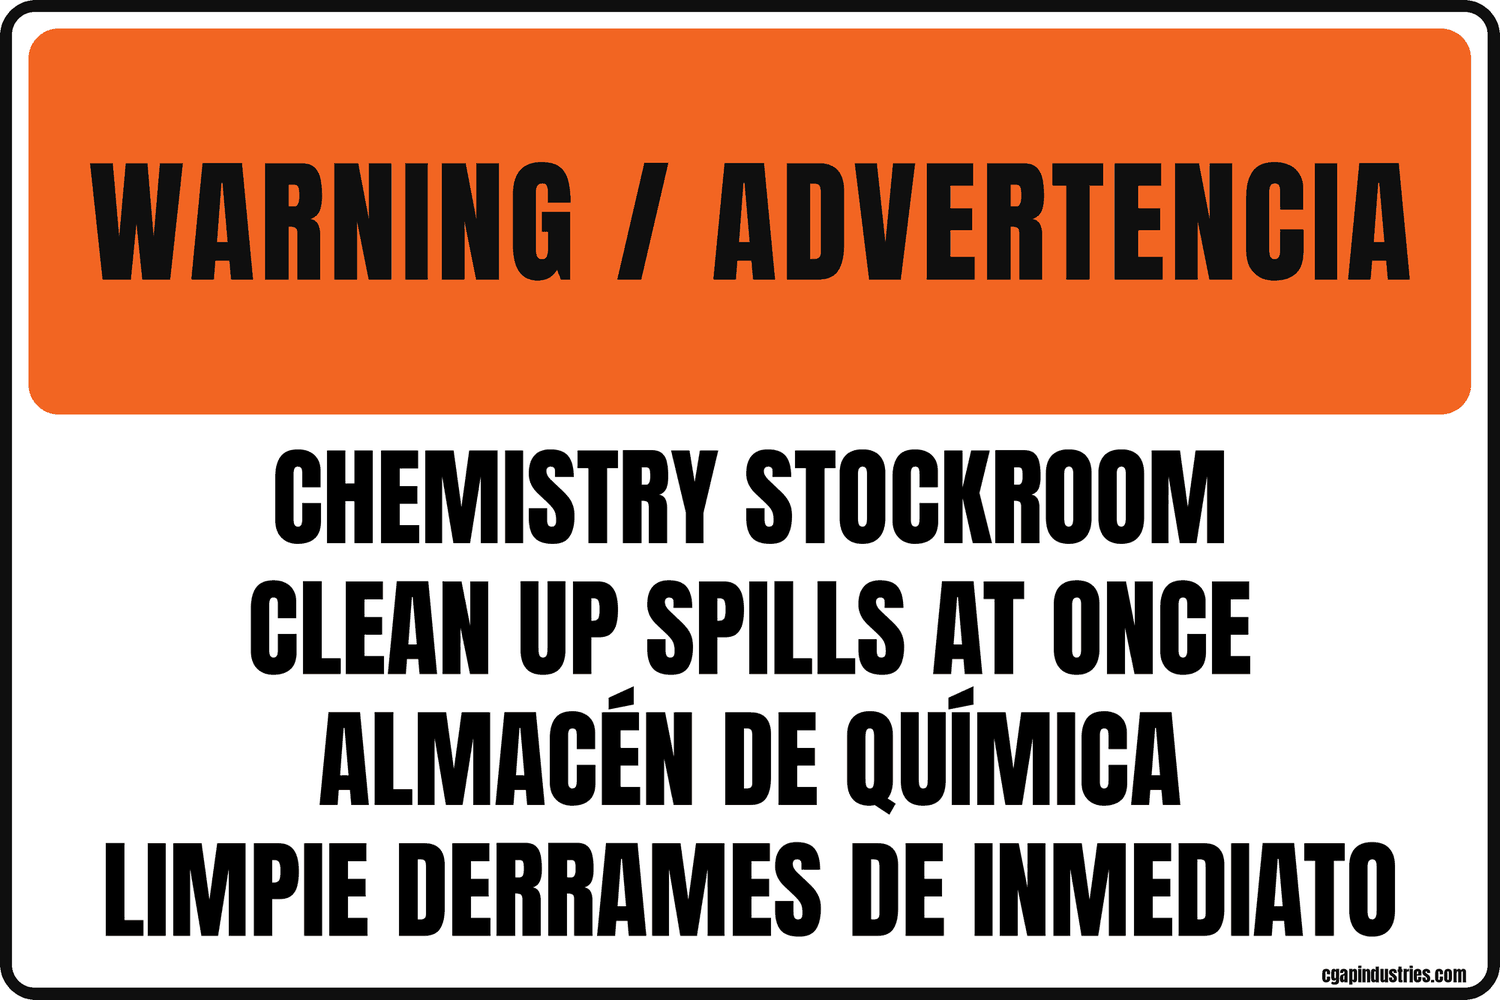 WARNING / ADVERTENCIA
CHEMISTRY STOCKROOM
CLEAN UP SPILLS AT ONCE
ALMACÉN DE QUÍMICA
LIMPIE DERRAMES DE INMEDIATO
cgapindustries.com